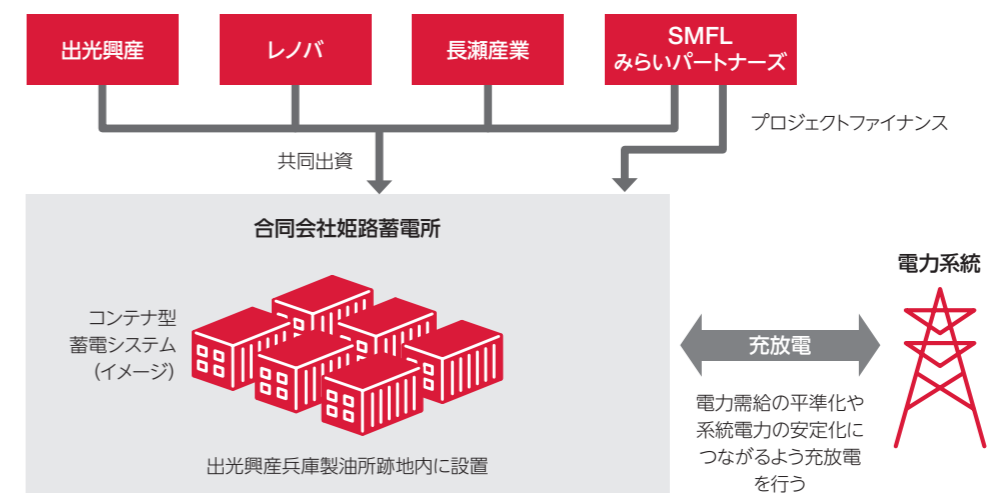 出光興産
レノバ
長瀬産業
SMFL
みらいパートナーズ
プロジェクトファイナンス
共同出資
合同会社姫路蓄電所
コンテナ型
蓄電システム
(イメージ)
出光興産兵庫製油所跡地内に設置
電力系統
充放電
電力需給の平準化や
系統電力の安定化に
つながるよう充放電
を行う